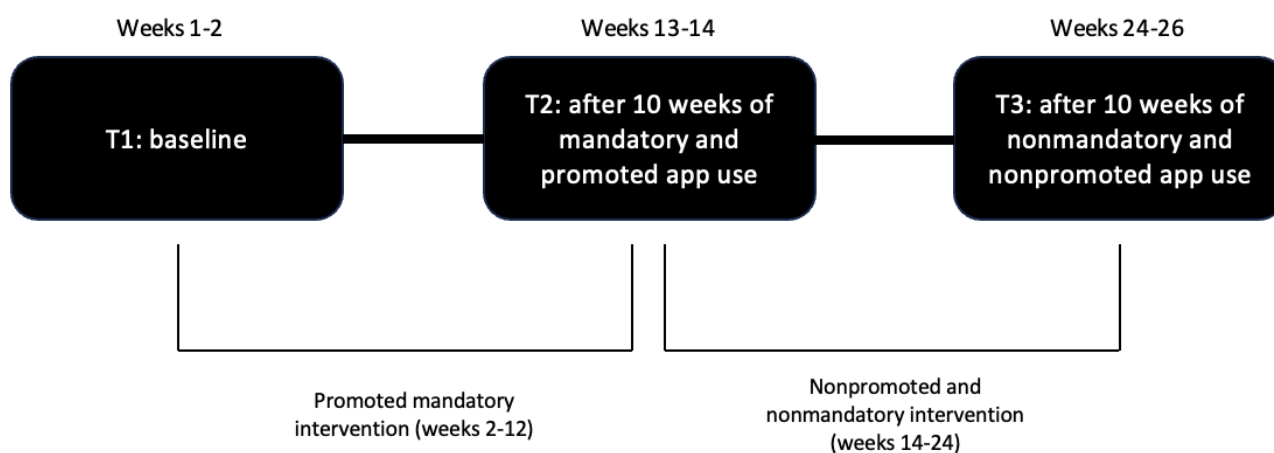 Weeks 1-2
Weeks 13-14
Weeks 24-26
T1: baseline
T2: after 10 weeks of
mandatory and
promoted app use
T3: after 10 weeks of
nonmandatory and
nonpromoted app use
Promoted mandatory
intervention (weeks 2-12)
Nonpromoted and
nonmandatory intervention
(weeks 14-24)